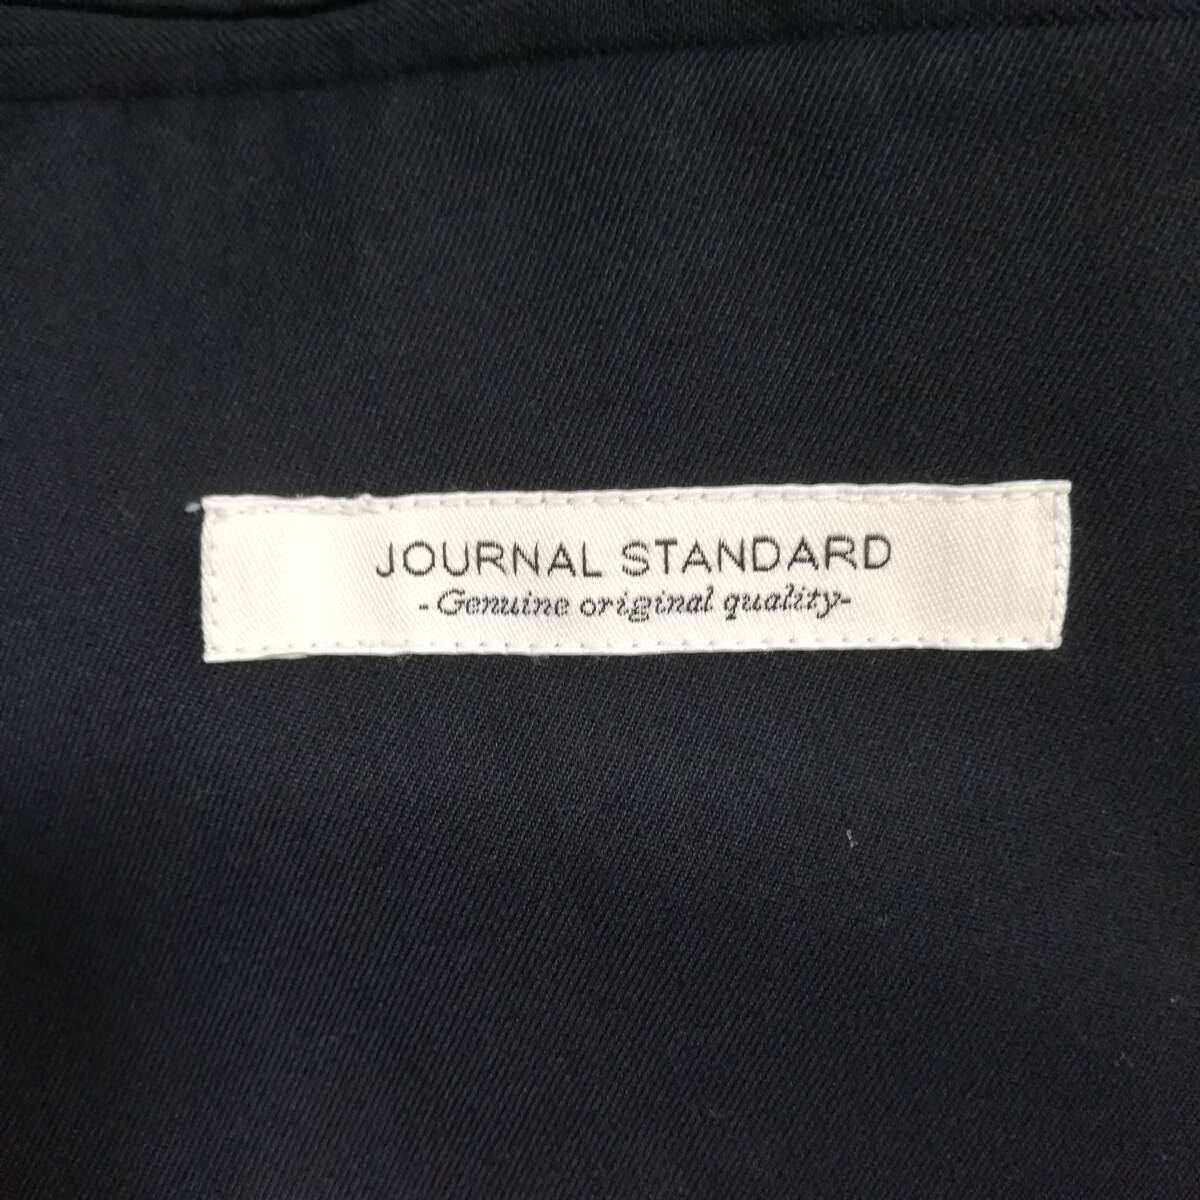 JOURNAL STANDARD
-Genuine original quality-